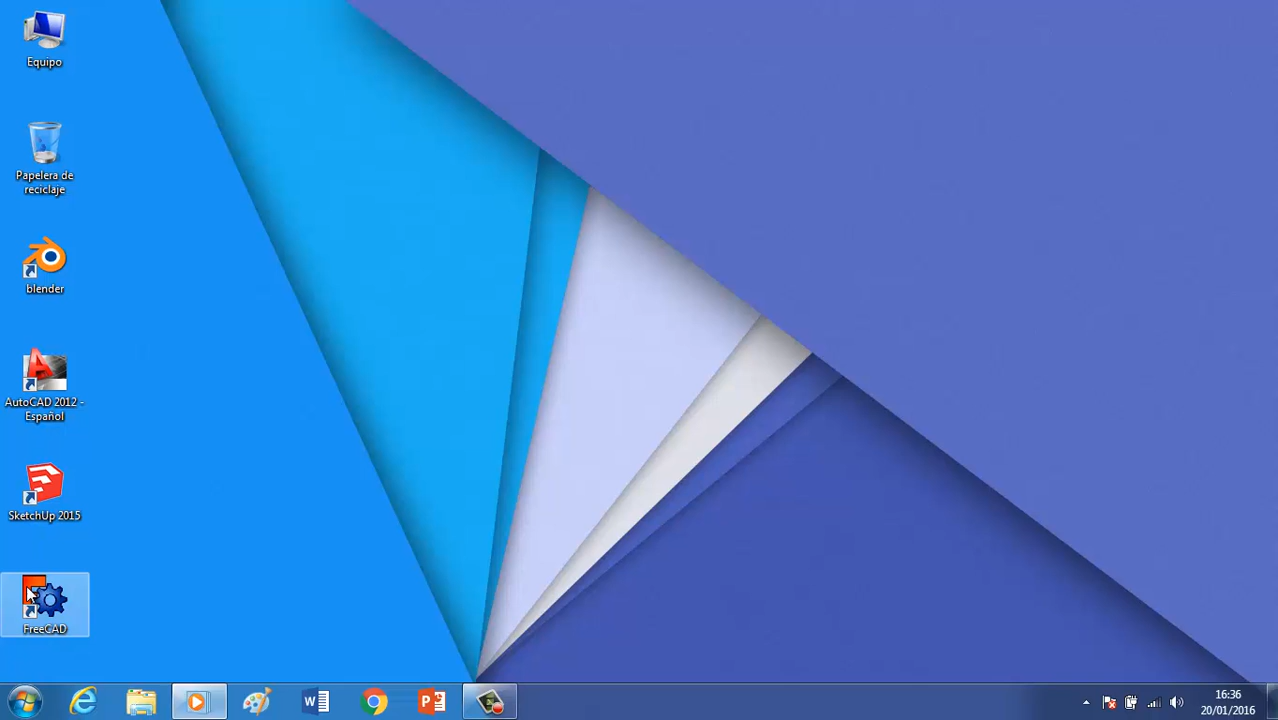 Equipo
Papelera de
reciclaje
blender
AutoCAD 2012 -
Español
SketchUp 2015
FreeCAD
16:36
20/01/2016